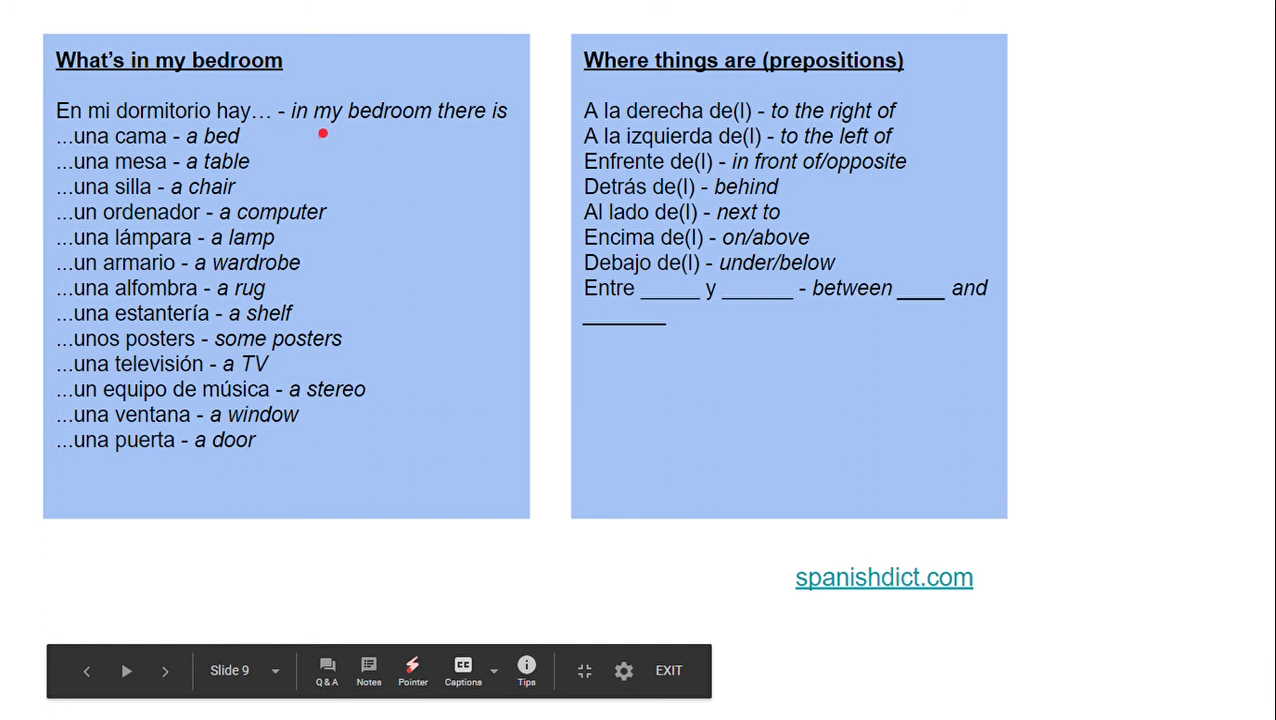 What's in my bedroom
En mi dormitorio hay… - in my bedroom there is
...una cama - a bed
...una mesa - a table
...una silla - a chair
...un ordenador - a computer
...una lámpara - a lamp
...un armario - a wardrobe
...una alfombra - a rug
...una estantería - a shelf
...unos posters - some posters
...una televisión - a TV
...un equipo de música - a stereo
...una ventana - a window
...una puerta - a door
Where things are (prepositions)
A la derecha de(l) - to the right of
A la izquierda de(l) - to the left of
Enfrente de(l) - in front of/opposite
Detrás de(l) - behind
Al lado de(l) - next to
Encima de(l) - on/above
Debajo de(l) - under/below
Entre _____ y ______ - between ____ and
_______
spanishdict.com
Slide 9
Q & A
Notes
Pointer
CC
Captions
Tips
EXIT